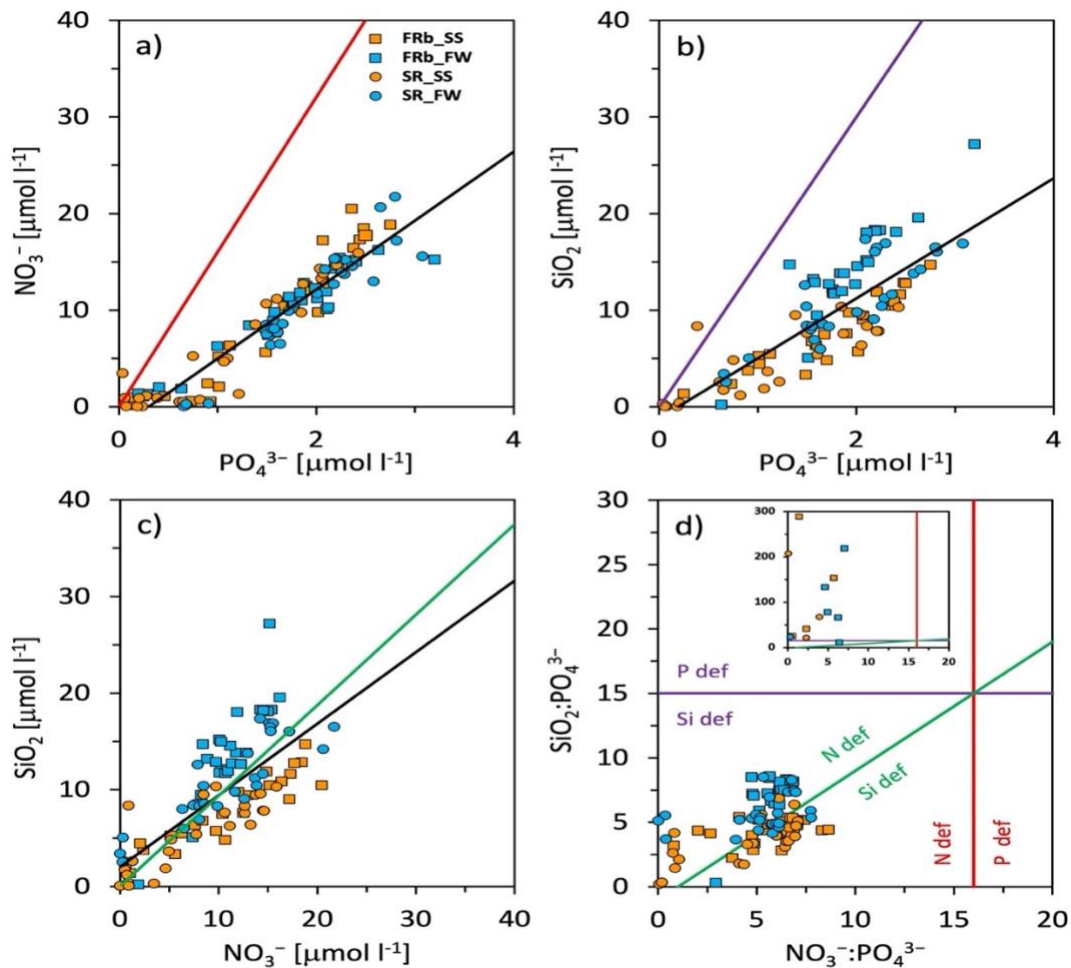 a)
40
30
20
10
0
NO₃⁻ [µmol l⁻¹]
0 2 4
PO₄³⁻ [µmol l⁻¹]
FRb_SS
FRb_FW
SR_SS
SR_FW
b)
40
30
20
10
0
SiO₂ [µmol l⁻¹]
0 2 4
PO₄³⁻ [µmol l⁻¹]
c)
40
30
20
10
0
SiO₂ [µmol l⁻¹]
0 10 20 30 40
NO₃⁻ [µmol l⁻¹]
d)
30
25
20
15
10
5
0
SiO₂:PO₄³⁻
300
200
100
0
0 5 10 15 20
P def
Si def
N def
Si def
N def
P def
0 5 10 15 20
NO₃⁻:PO₄³⁻